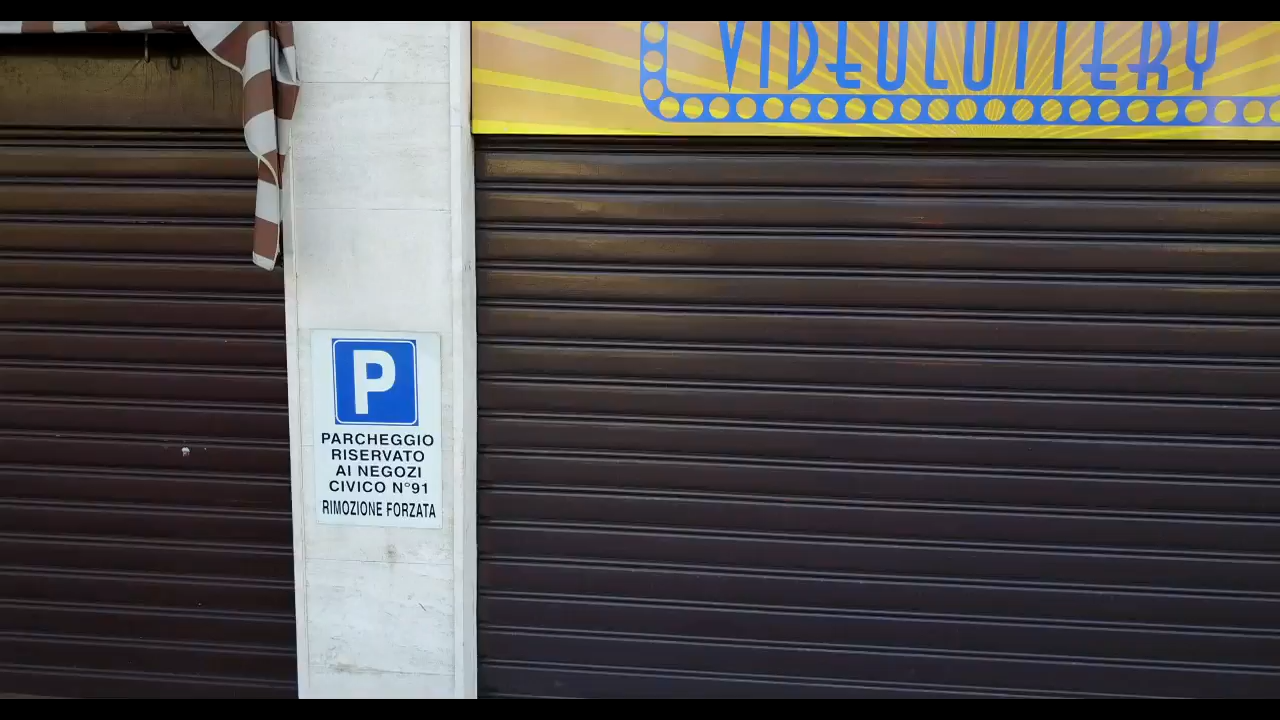 VIDEOLOTTERY
P
PARCHEGGIO
RISERVATO
AI NEGOZI
CIVICO N°91
RIMOZIONE FORZATA